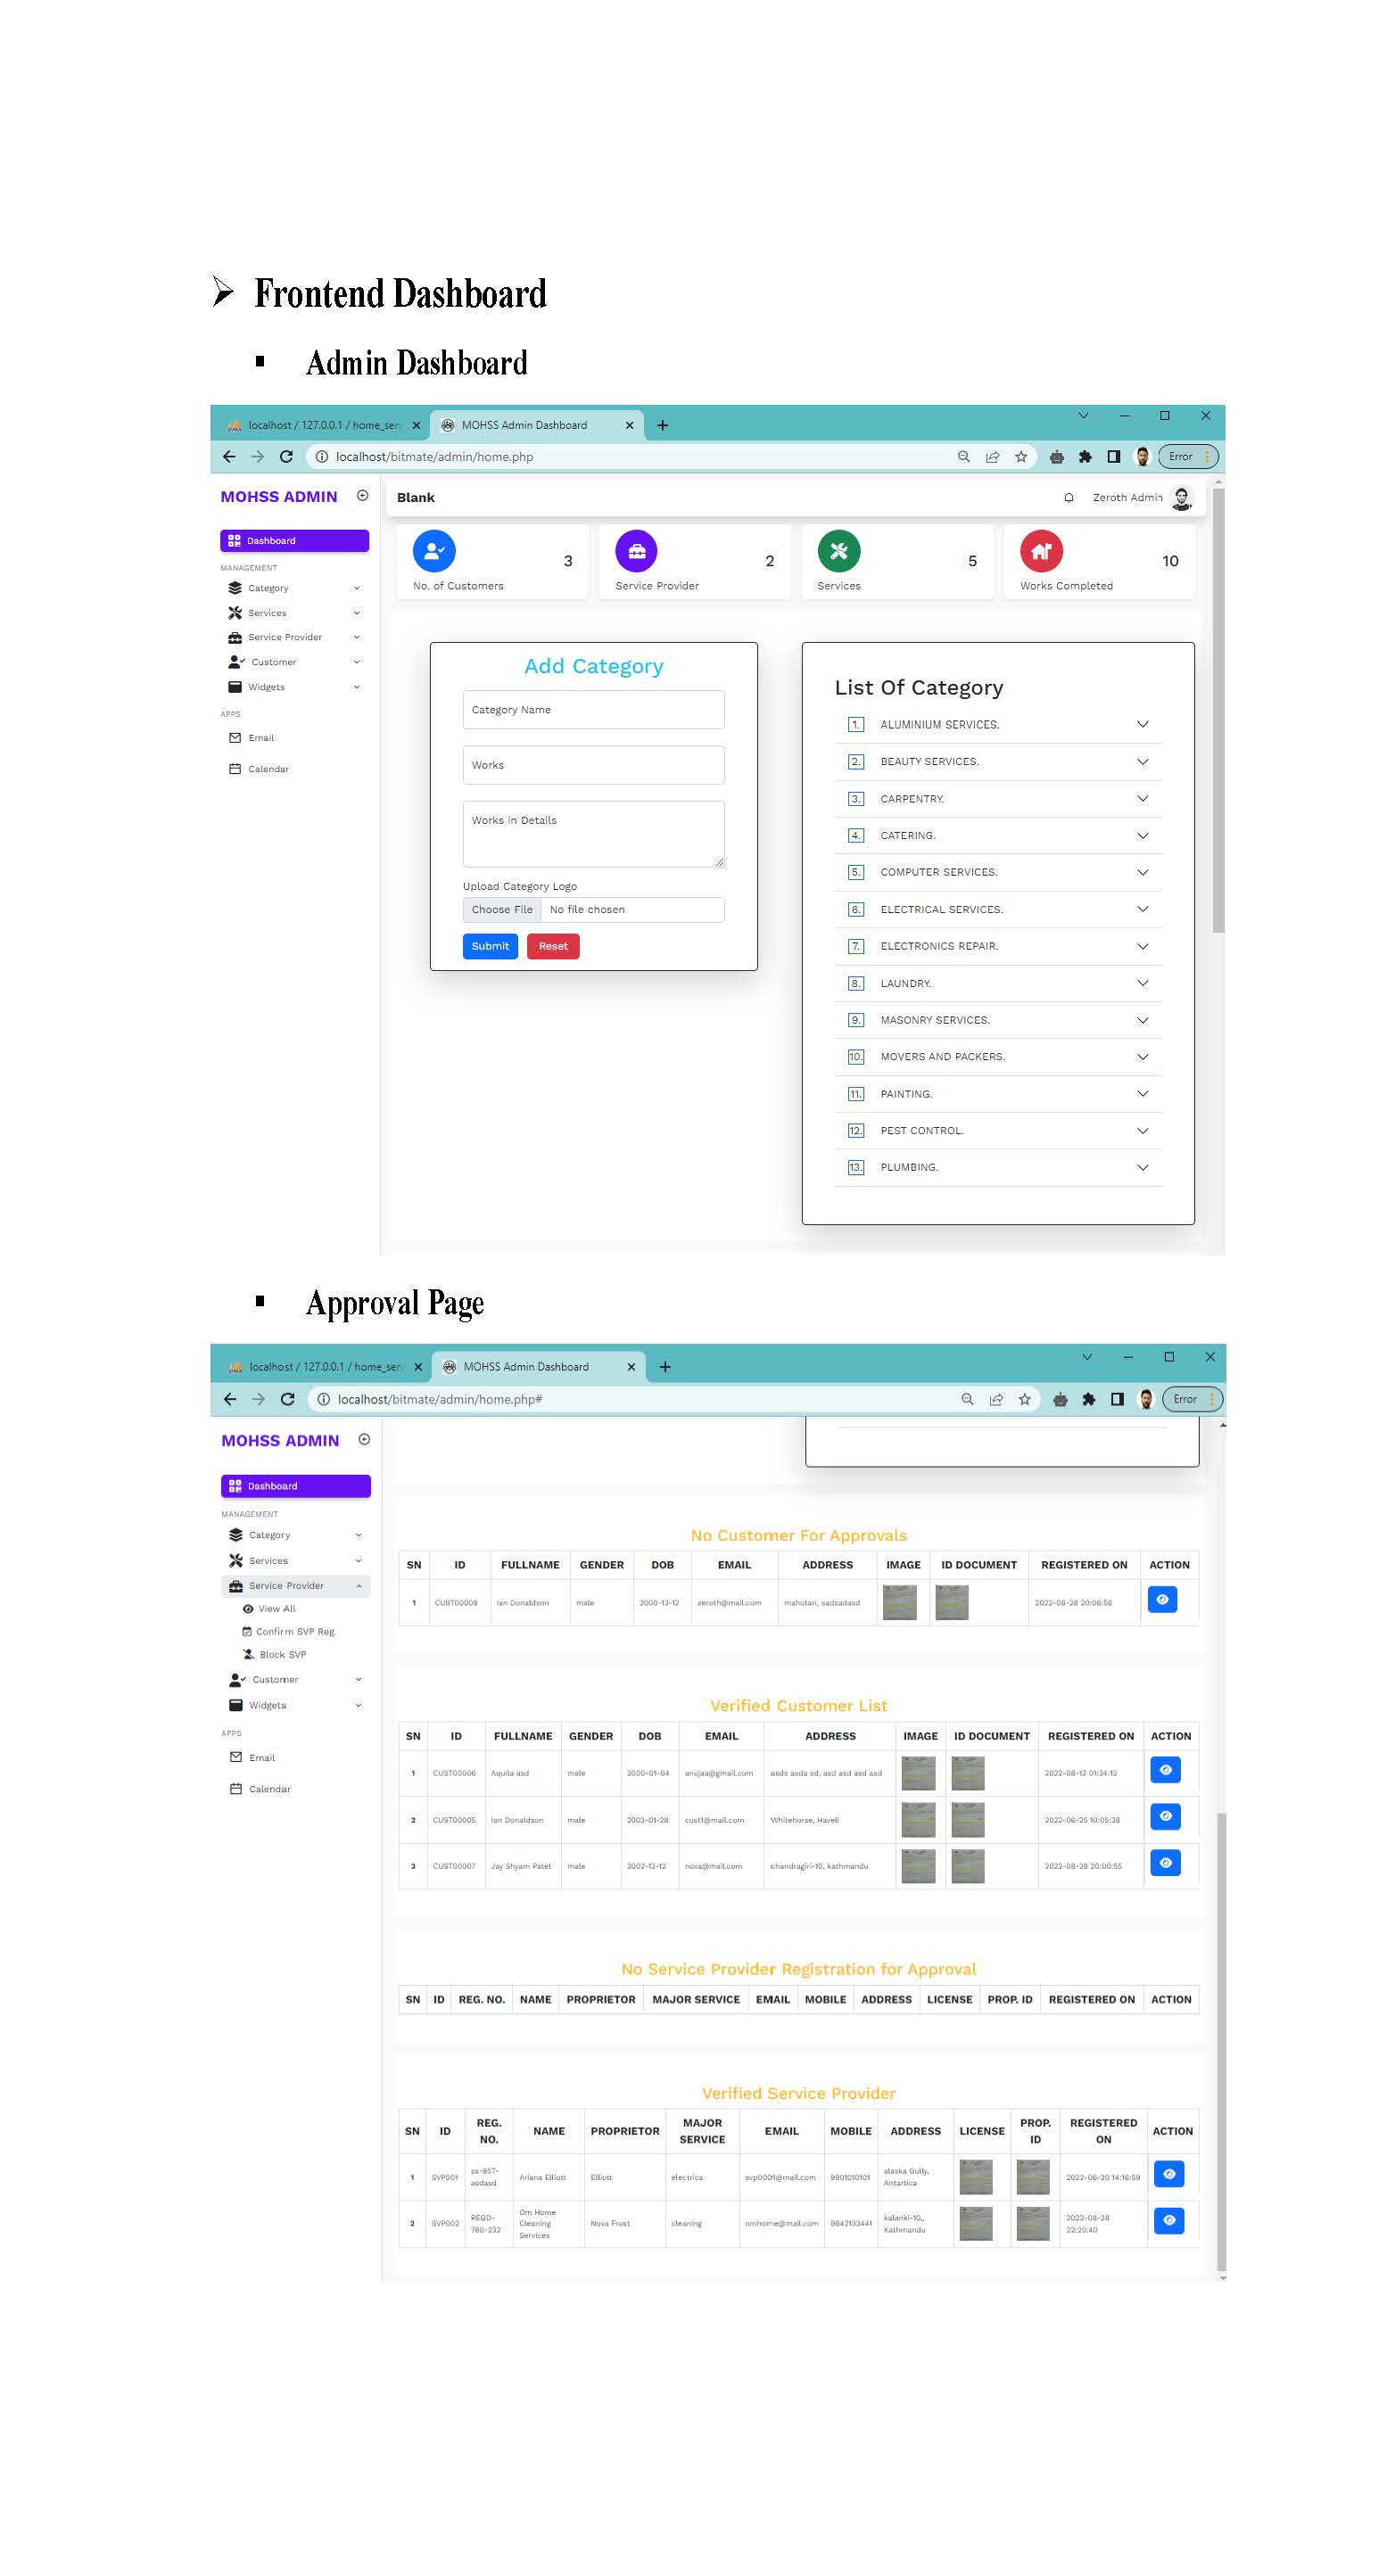 Frontend Dashboard
Admin Dashboard
localhost / 127.0.0.1 / home_serv
MOHSS Admin Dashboard
localhost/bitmate/admin/home.php
Error
MOHSS ADMIN
Blank
Zeroth Admin
Dashboard
MANAGEMENT
Category
Services
Service Provider
Customer
Widgets
APPS
Email
Calendar
3
No. of Customers
2
Service Provider
5
Services
10
Works Completed
Add Category
Category Name
Works
Works in Details
Upload Category Logo
Choose File No file chosen
Submit Reset
List Of Category
1. ALUMINIUM SERVICES.
2. BEAUTY SERVICES.
3. CARPENTRY.
4. CATERING.
5. COMPUTER SERVICES.
6. ELECTRICAL SERVICES.
7. ELECTRONICS REPAIR.
8. LAUNDRY.
9. MASONRY SERVICES.
10. MOVERS AND PACKERS.
11. PAINTING.
12. PEST CONTROL.
13. PLUMBING.
Approval Page
localhost / 127.0.0.1 / home_serv
MOHSS Admin Dashboard
localhost/bitmate/admin/home.php#
Error
MOHSS ADMIN
Dashboard
MANAGEMENT
Category
Services
Service Provider
View All
Confirm SVP Reg.
Block SVP
Customer
Widgets
APPS
Email
Calendar
No Customer For Approvals
SN ID FULLNAME GENDER DOB EMAIL ADDRESS IMAGE ID DOCUMENT REGISTERED ON ACTION
1 CUST00008 Ian Donaldson male 2000-12-12 zeroth@mail.com mahotari, sadsadasd 2022-08-28 20:06:56
Verified Customer List
SN ID FULLNAME GENDER DOB EMAIL ADDRESS IMAGE ID DOCUMENT REGISTERED ON ACTION
1 CUST00006 Aquila asd male 2000-01-04 anujaa@gmail.com asds asda sd, asd asd asd asd 2022-08-12 01:34:12
2 CUST00005 Ian Donaldson male 2003-01-28 cust1@mail.com Whitehorse, Haveli 2022-06-25 10:05:38
3 CUST00007 Jay Shyam Patel male 2002-12-12 nova@mail.com chandragiri-10, kathmandu 2022-08-28 20:00:55
No Service Provider Registration for Approval
SN ID REG. NO. NAME PROPRIETOR MAJOR SERVICE EMAIL MOBILE ADDRESS LICENSE PROP. ID REGISTERED ON ACTION
Verified Service Provider
SN ID REG. NO. NAME PROPRIETOR MAJOR SERVICE EMAIL MOBILE ADDRESS LICENSE PROP. ID REGISTERED ON ACTION
1 SVP001 ss-957-asdasd Ariana Elliott Elliott electrica svp0001@mail.com 9801010101 alaska Gully, Antartica 2022-06-20 14:16:59
2 SVP002 REGD-780-232 Om Home Cleaning Services Nova Frost cleaning omhome@mail.com 9842133441 kalanki-10,, Kathmandu 2022-08-28 22:20:40